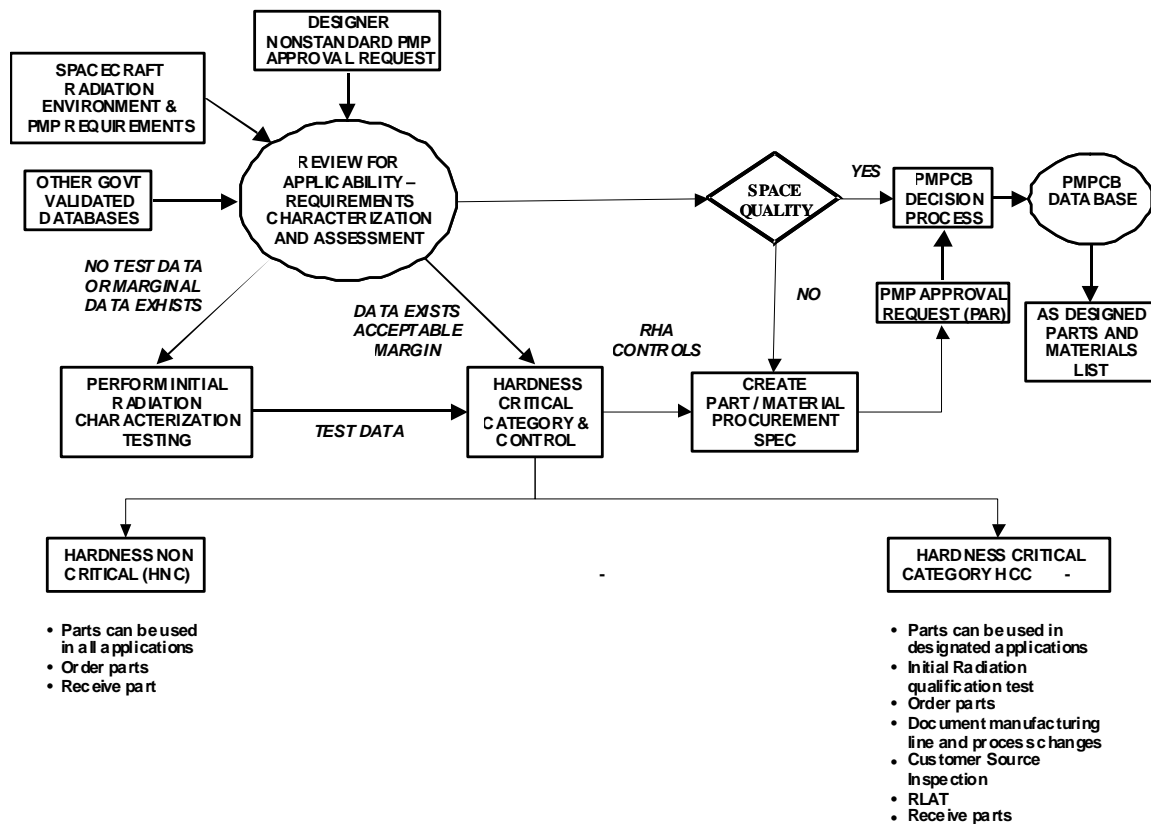 DESIGNER
NONSTANDARD PMP
APPROVAL REQUEST
SPACECRAFT
RADIATION
ENVIRONMENT &
PMP REQUIREMENTS
OTHER GOVT
VALIDATED
DATABASES
REVIEW FOR
APPLICABILITY –
REQUIREMENTS
CHARACTERIZATION
AND ASSESSMENT
SPACE
QUALITY
YES
PMPCB
DECISION
PROCESS
PMPCB
DATABASE
NO TEST DATA
OR MARGINAL
DATA EXHISTS
DATA EXISTS
ACCEPTABLE
MARGIN
NO
PMP APPROVAL
REQUEST (PAR)
AS DESIGNED
PARTS AND
MATERIALS
LIST
RHA
CONTROLS
PERFORM INITIAL
RADIATION
CHARACTERIZATION
TESTING
TEST DATA
HARDNESS
CRITICAL
CATEGORY &
CONTROL
CREATE
PART / MATERIAL
PROCUREMENT
SPEC
HARDNESS NON
CRITICAL (HNC)
-
HARDNESS CRITICAL
CATEGORY HCC -
• Parts can be used
in all applications
• Order parts
• Receive part
• Parts can be used in
designated applications
• Initial Radiation
qualification test
• Order parts
• Document manufacturing
line and process changes
• Customer Source
Inspection
• RLAT
• Receive parts